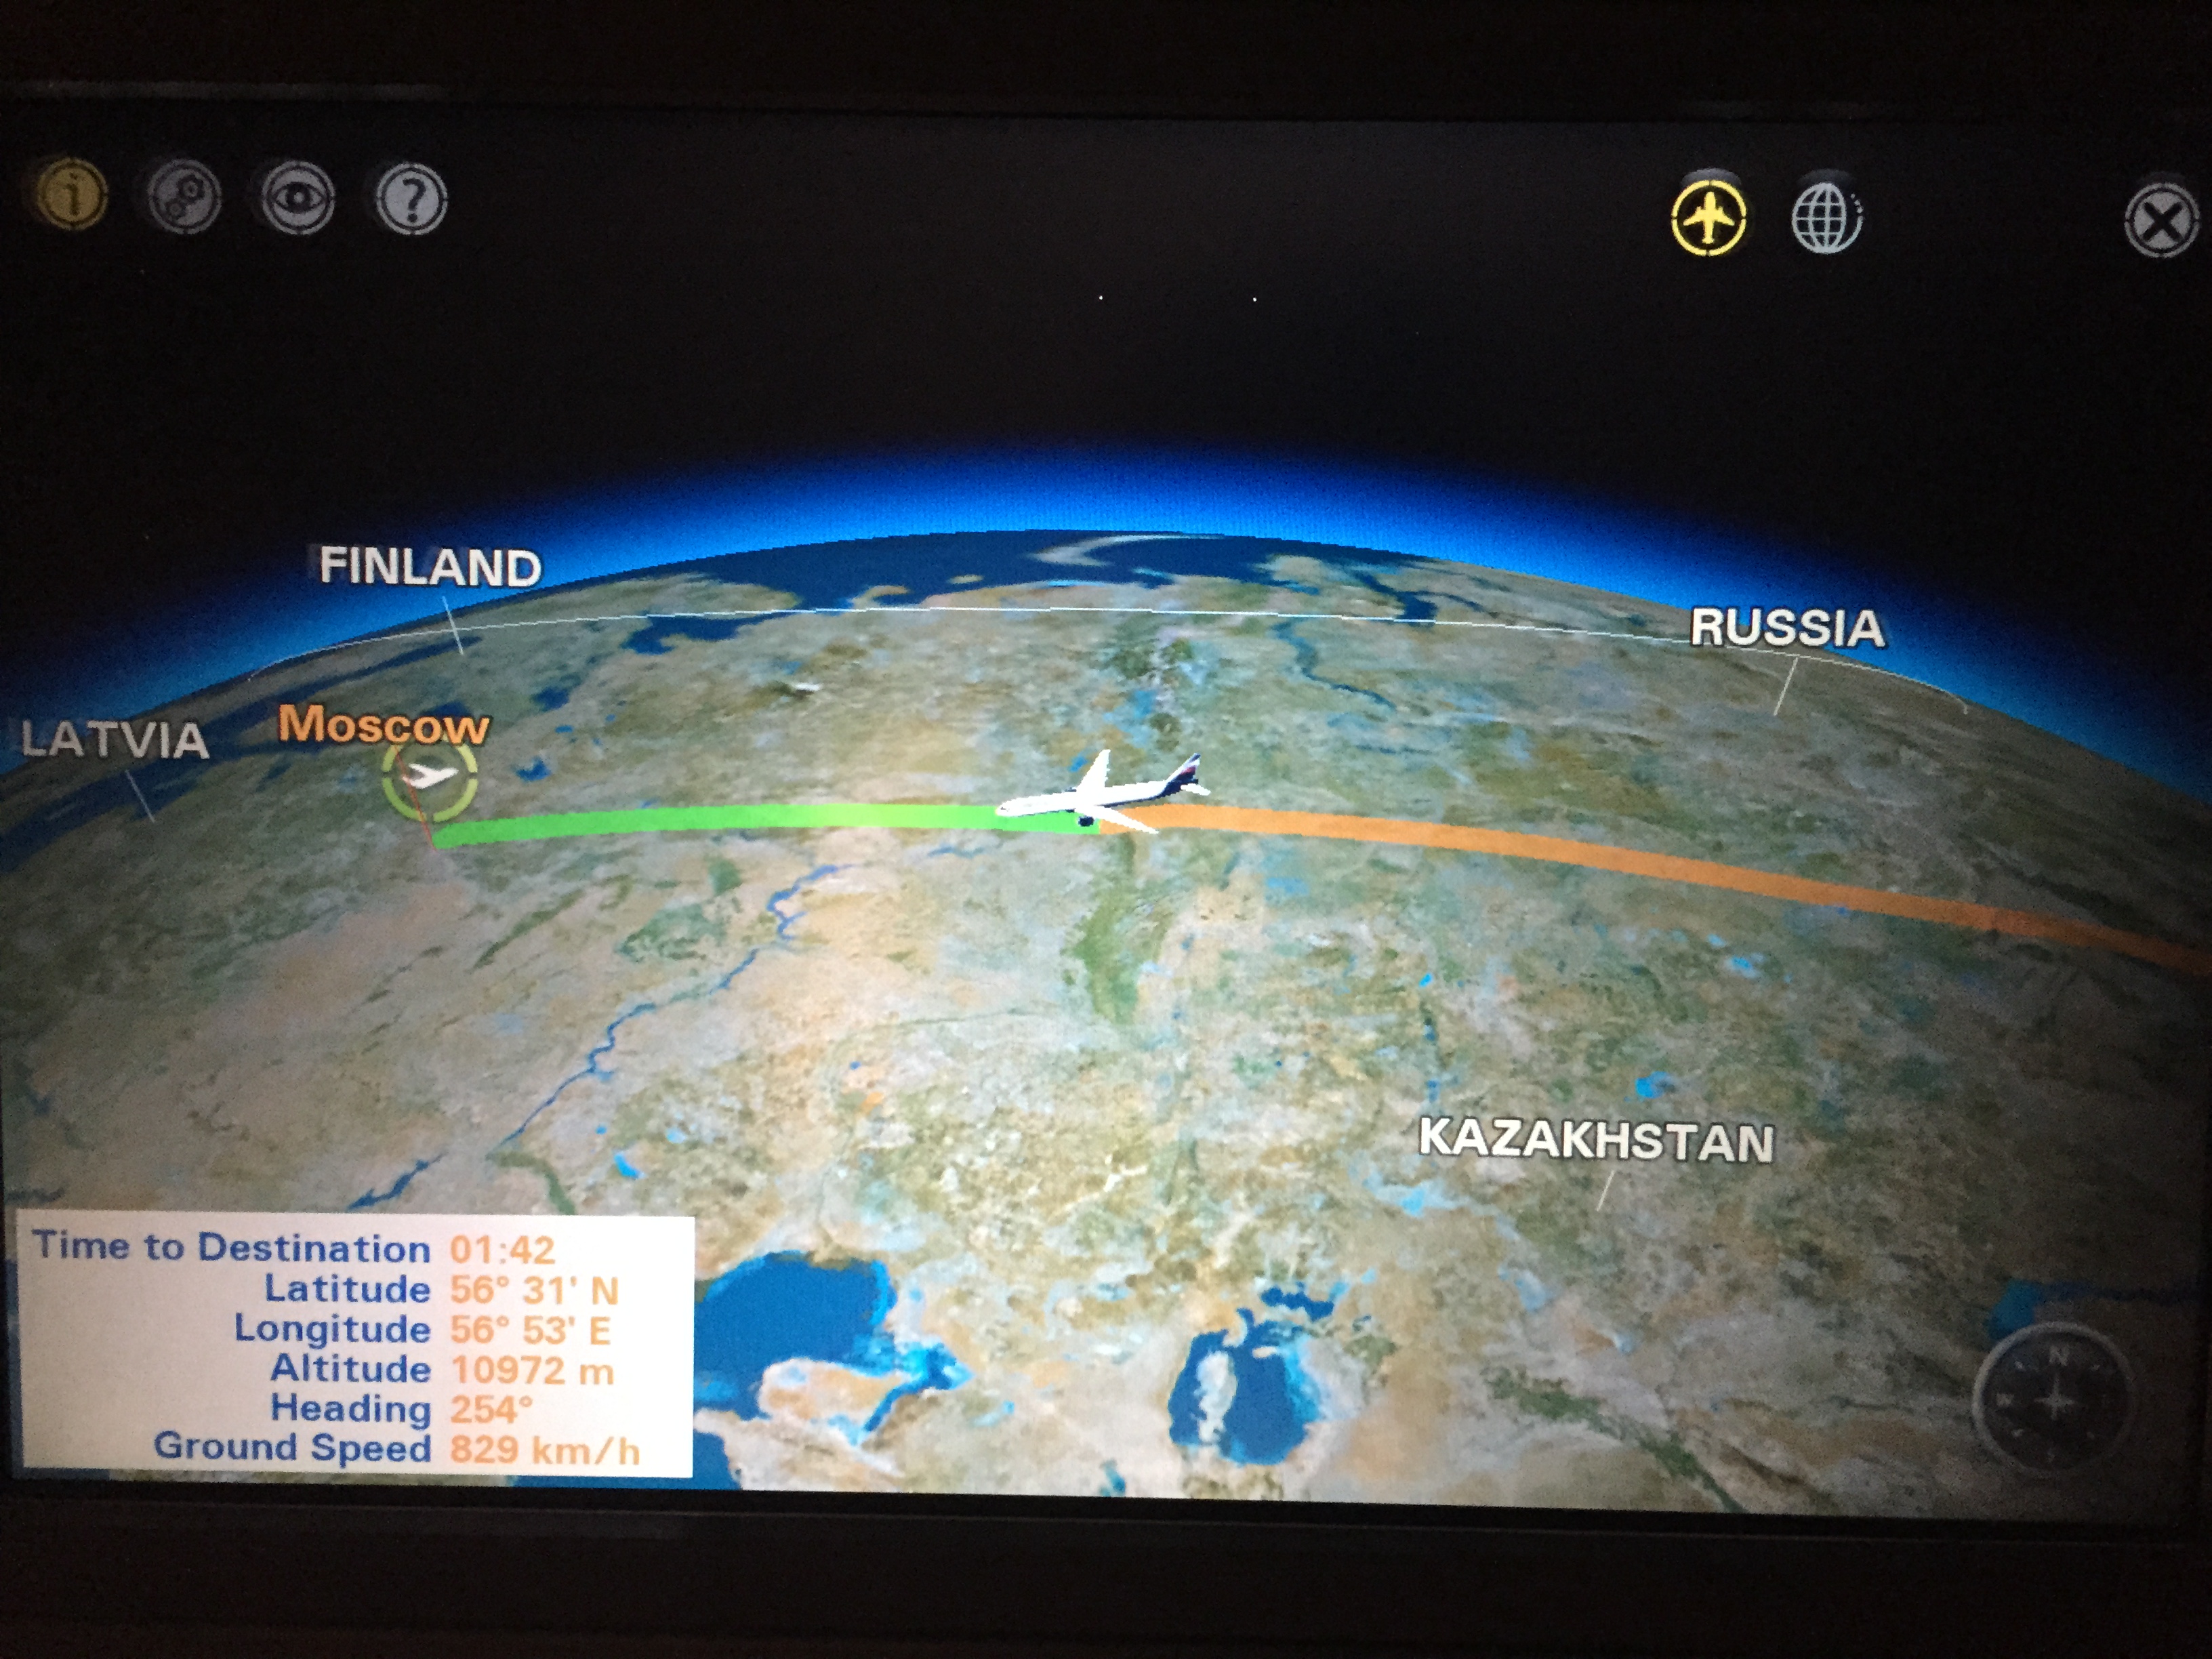 FINLAND
RUSSIA
LATVIA
Moscow
KAZAKHSTAN
Time to Destination 01:42
Latitude 56° 31' N
Longitude 56° 53' E
Altitude 10972 m
Heading 254°
Ground Speed 829 km/h
N